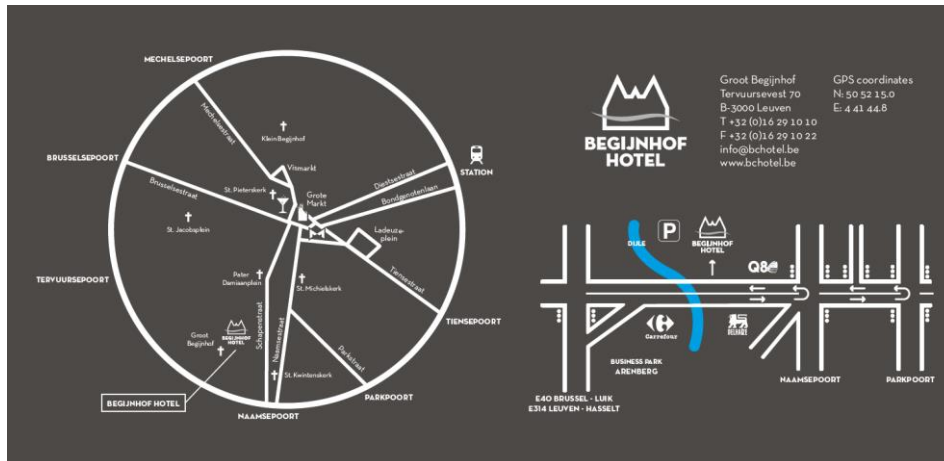 MECHELSEPOORT
Mechelsestraat
Klein Begijnhof
BRUSSELSEPOORT
Vismarkt
STATION
Brusselsestraat
St. Pieterskerk
Grote
Markt
Diestsestraat
Bondgenotenlaan
St. Jacobsplein
Ladeuze-
plein
TERVUURSEPOORT
Pater
Damiaanplein
St. Michielskerk
Tiensestraat
Schapenstraat
Naamsestraat
TIENSEPOORT
BEGIJNHOF
HOTEL
Groot
Begijnhof
Parkstraat
St. Kwintenskerk
PARKPOORT
BEGIJNHOF HOTEL
NAAMSEPOORT
BEGIJNHOF
HOTEL
Groot Begijnhof
Tervuursevest 70
B-3000 Leuven
T +32 (0)16 29 10 10
F +32 (0)16 29 10 22
info@bchotel.be
www.bchotel.be
GPS coordinates
N: 50 52 15.0
E: 4 41 44.8
DIJLE
P
BEGIJNHOF
HOTEL
Q8
Carrefour
DELHAIZE
BUSINESS PARK
ARENBERG
NAAMSEPOORT
PARKPOORT
E40 BRUSSEL - LUIK
E314 LEUVEN - HASSELT